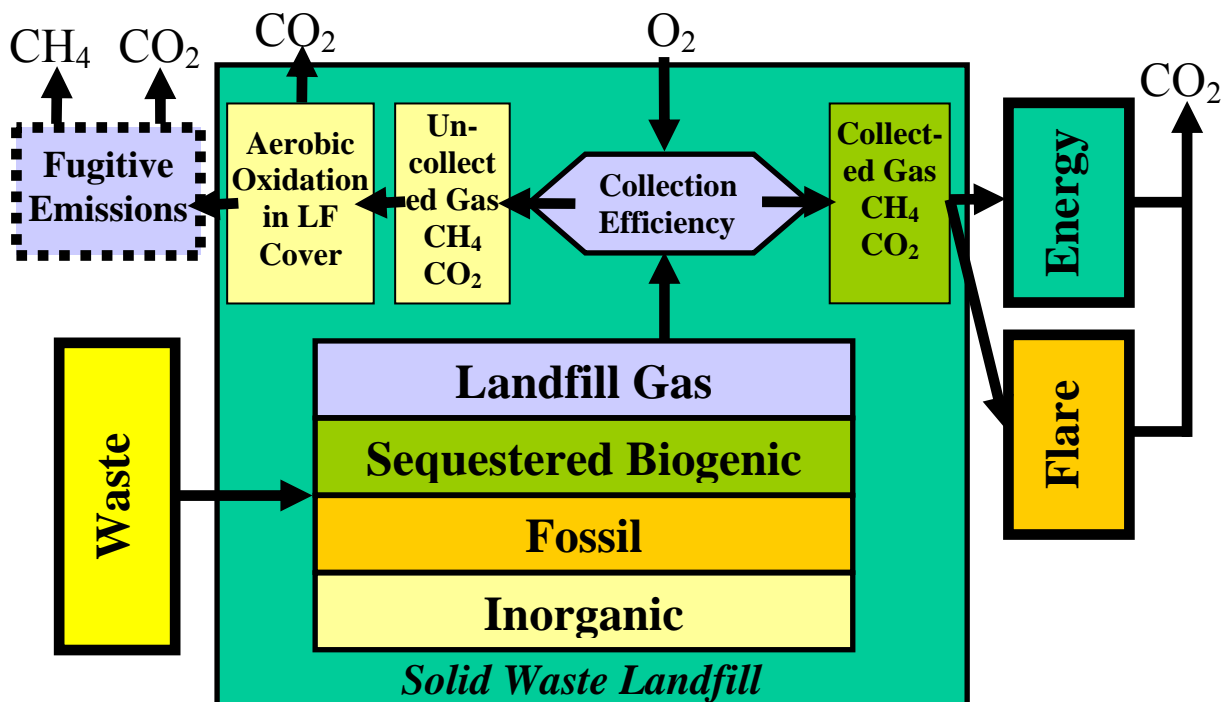 CH₄
CO₂
CO₂
O₂
CO₂
Fugitive
Emissions
Aerobic
Oxidation
in LF
Cover
Un-
collect
ed Gas
CH₄
CO₂
Collection
Efficiency
Collect-
ed Gas
CH₄
CO₂
Energy
Flare
Waste
Landfill Gas
Sequestered Biogenic
Fossil
Inorganic
Solid Waste Landfill